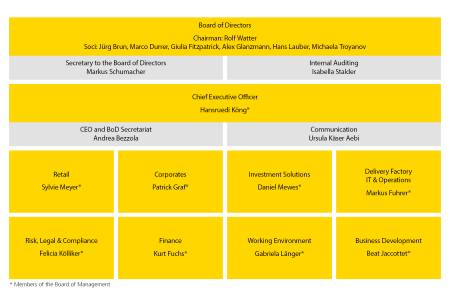 Board of Directors
Chairman: Rolf Watter
Soci: Jürg Brun, Marco Durrer, Giulia Fitzpatrick, Alex Glanzmann, Hans Lauber, Michaela Troyanov
Secretary to the Board of Directors
Markus Schumacher
Internal Auditing
Isabella Stalder
Chief Executive Officer
Hansruedi Köng*
CEO and BoD Secretariat
Andrea Bezzola
Communication
Ursula Käser Aebi
Retail
Sylvie Meyer*
Corporates
Patrick Graf*
Investment Solutions
Daniel Mewes*
Delivery Factory
IT & Operations
Markus Fuhrer*
Risk, Legal & Compliance
Felicia Kölliker*
Finance
Kurt Fuchs*
Working Environment
Gabriela Länger*
Business Development
Beat Jaccottet*
* Members of the Board of Management